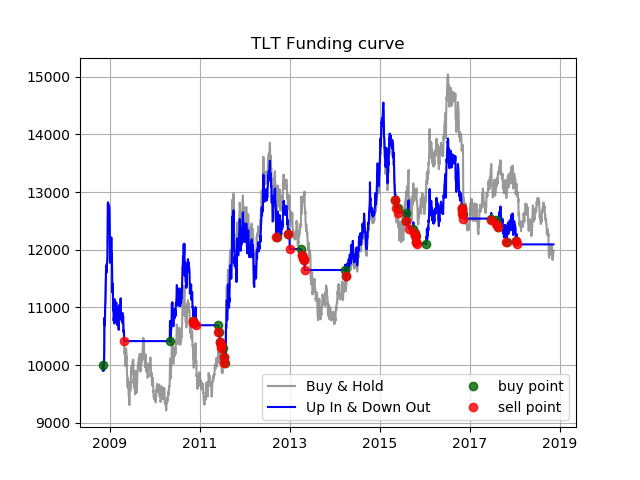 TLT Funding curve
15000
14000
13000
12000
11000
10000
9000
Buy & Hold
Up In & Down Out
buy point
sell point
2009 2011 2013 2015 2017 2019